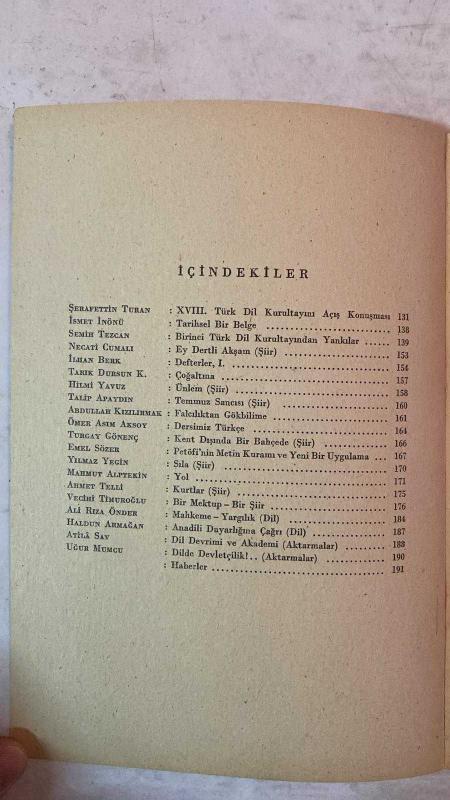 İÇİNDEKİLER
ŞERAFETTİN TURAN : XVIII. Türk Dil Kurultayını Açış Konuşması 131
İSMET İNÖNÜ : Tarihsel Bir Belge 138
SEMİH TEZCAN : Birinci Türk Dil Kurultayından Yankılar 139
NECATİ CUMALI : Ey Dertli Akşam (Şiir) 153
İLHAN BERK : Defterler, I. 154
TARIK DURSUN K. : Çoğaltma 157
HİLMİ YAVUZ : Ünlem (Şiir) 158
TALİP APAYDIN : Temmuz Sancısı (Şiir) 160
ABDULLAH KIZILIRMAK : Falcılıktan Gökbilime 161
ÖMER ASIM AKSOY : Dersimiz Türkçe 164
TURGAY GÖNENÇ : Kent Dışında Bir Bahçede (Şiir) 166
EMEL SÖZER : Petöfi'nin Metin Kuramı ve Yeni Bir Uygulama 167
YILMAZ YEGİN : Sıla (Şiir) 170
MAHMUT ALPTEKİN : Yol 171
AHMET TELLİ : Kurtlar (Şiir) 175
VECİHİ TİMUROĞLU : Bir Mektup – Bir Şiir 176
ALİ RIZA ÖNDER : Mahkeme – Yargılık (Dil) 184
HALDUN ARMAĞAN : Anadili Duyarlığına Çağrı (Dil) 187
ATİLÂ SAV : Dil Devrimi ve Akademi (Aktarmalar) 188
UĞUR MUMCU : Dilde Devletçilik!.. (Aktarmalar) 190
: Haberler 191